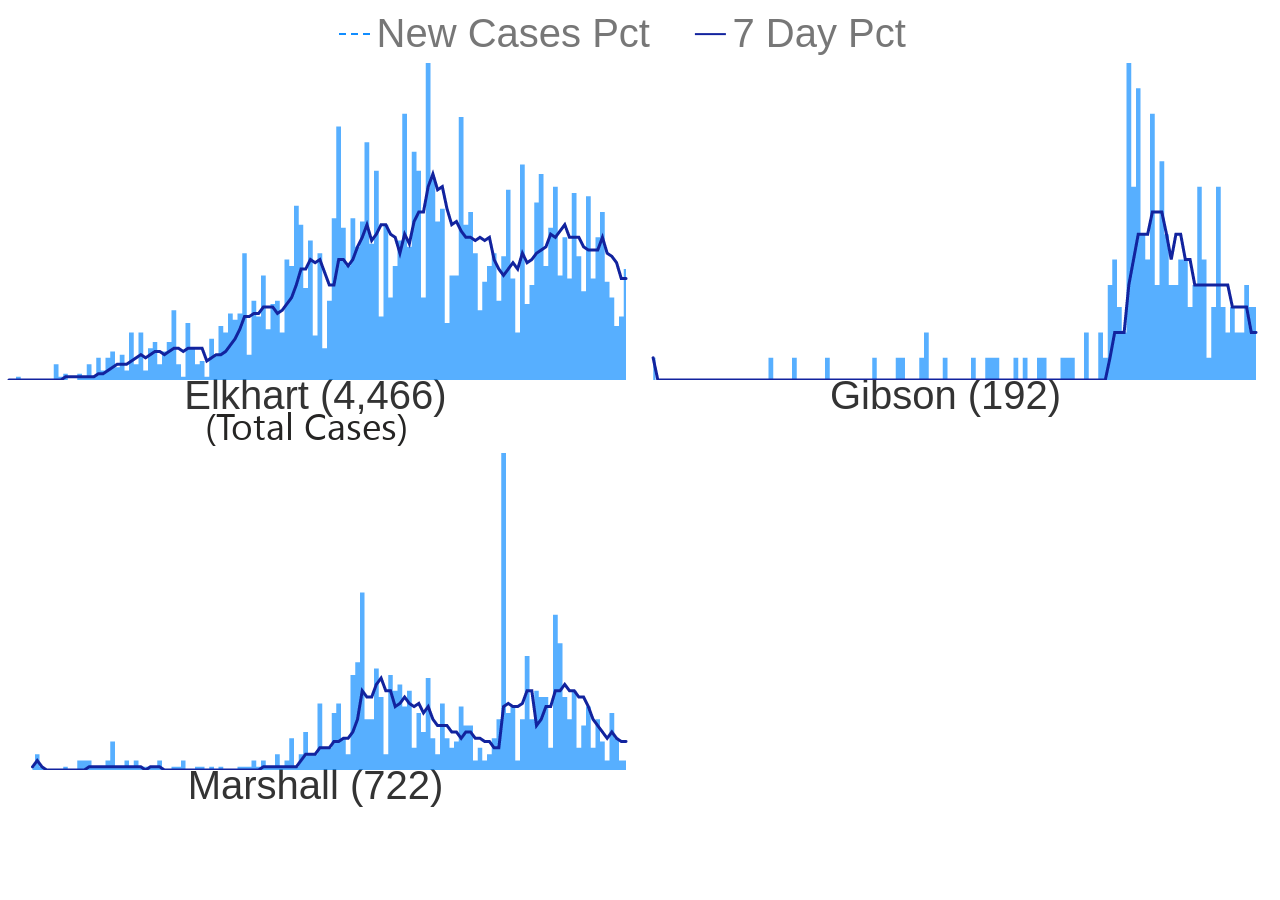 New Cases Pct 7 Day Pct
Elkhart (4,466)
(Total Cases)
Gibson (192)
Marshall (722)